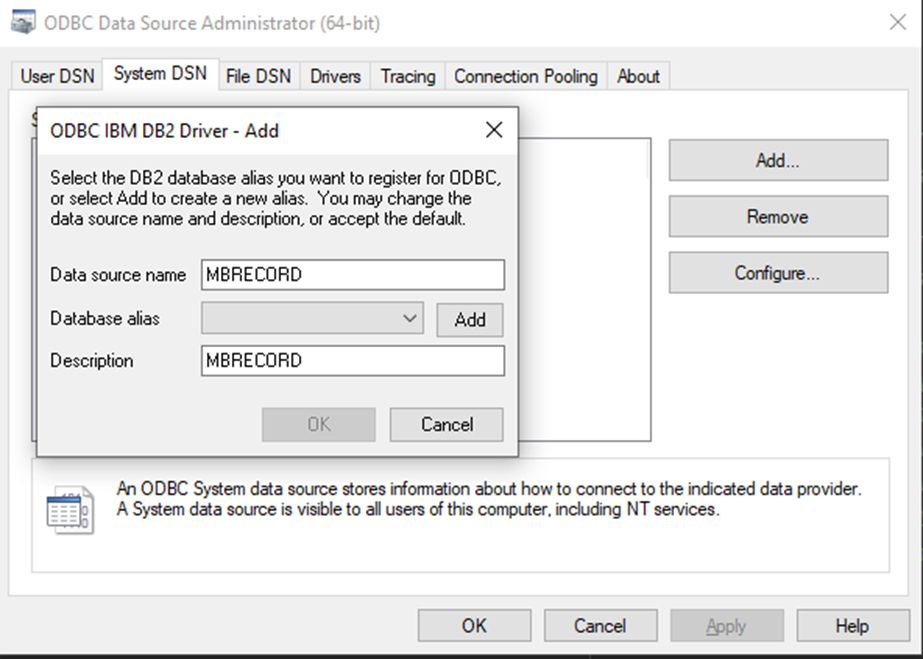 ODBC Data Source Administrator (64-bit)
User DSN System DSN File DSN Drivers Tracing Connection Pooling About
ODBC IBM DB2 Driver - Add
Select the DB2 database alias you want to register for ODBC,
or select Add to create a new alias. You may change the
data source name and description, or accept the default.
Data source name MBRECORD
Database alias Add
Description MBRECORD
OK Cancel
Add...
Remove
Configure...
An ODBC System data source stores information about how to connect to the indicated data provider.
A System data source is visible to all users of this computer, including NT services.
OK Cancel Apply Help